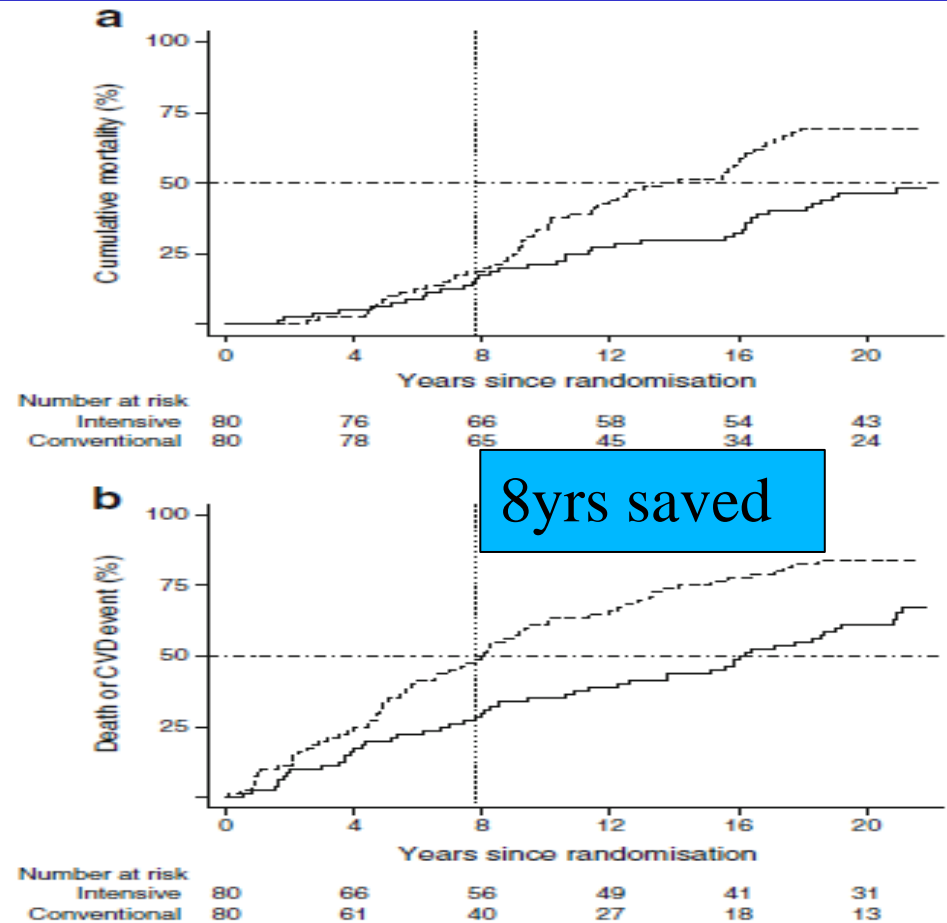 a
100
75
50
25
Cumulative mortality (%)
0 4 8 12 16 20
Years since randomisation
Number at risk
Intensive 80 76 66 58 54 43
Conventional 80 78 65 45 34 24
8yrs saved
b
100
75
50
25
Death or CVD event (%)
0 4 8 12 16 20
Years since randomisation
Number at risk
Intensive 80 66 56 49 41 31
Conventional 80 61 40 27 18 13